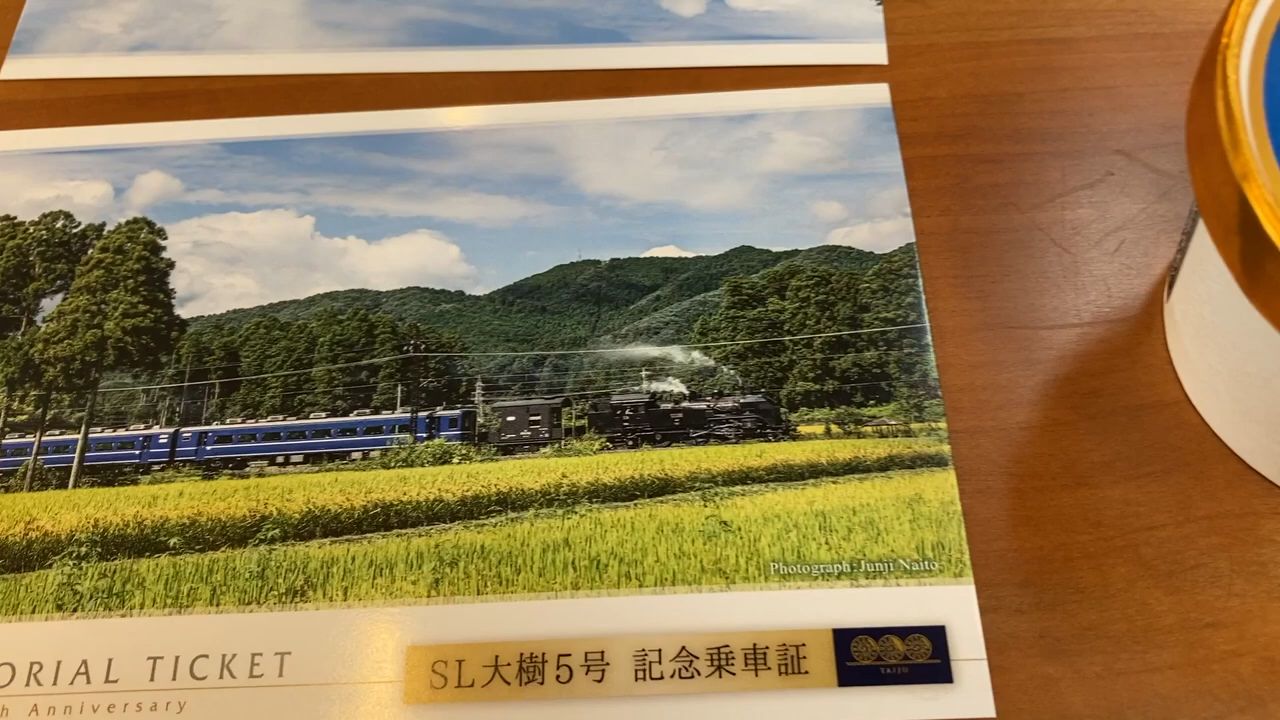 Photograph:Junji Naito
ORIAL TICKET
h Anniversary
SL大樹5号 記念乗車証
TAIJU